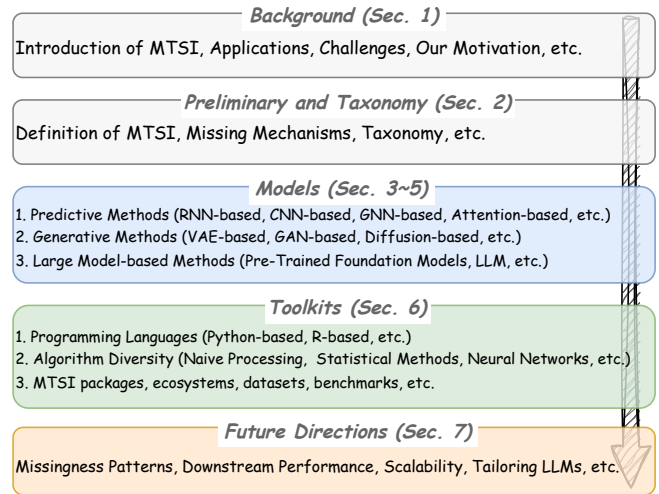 Background (Sec. 1)
Introduction of MTSI, Applications, Challenges, Our Motivation, etc.
Preliminary and Taxonomy (Sec. 2)
Definition of MTSI, Missing Mechanisms, Taxonomy, etc.
Models (Sec. 3~5)
1. Predictive Methods (RNN-based, CNN-based, GNN-based, Attention-based, etc.)
2. Generative Methods (VAE-based, GAN-based, Diffusion-based, etc.)
3. Large Model-based Methods (Pre-Trained Foundation Models, LLM, etc.)
Toolkits (Sec. 6)
1. Programming Languages (Python-based, R-based, etc.)
2. Algorithm Diversity (Naive Processing, Statistical Methods, Neural Networks, etc.)
3. MTSI packages, ecosystems, datasets, benchmarks, etc.
Future Directions (Sec. 7)
Missingness Patterns, Downstream Performance, Scalability, Tailoring LLMs, etc.